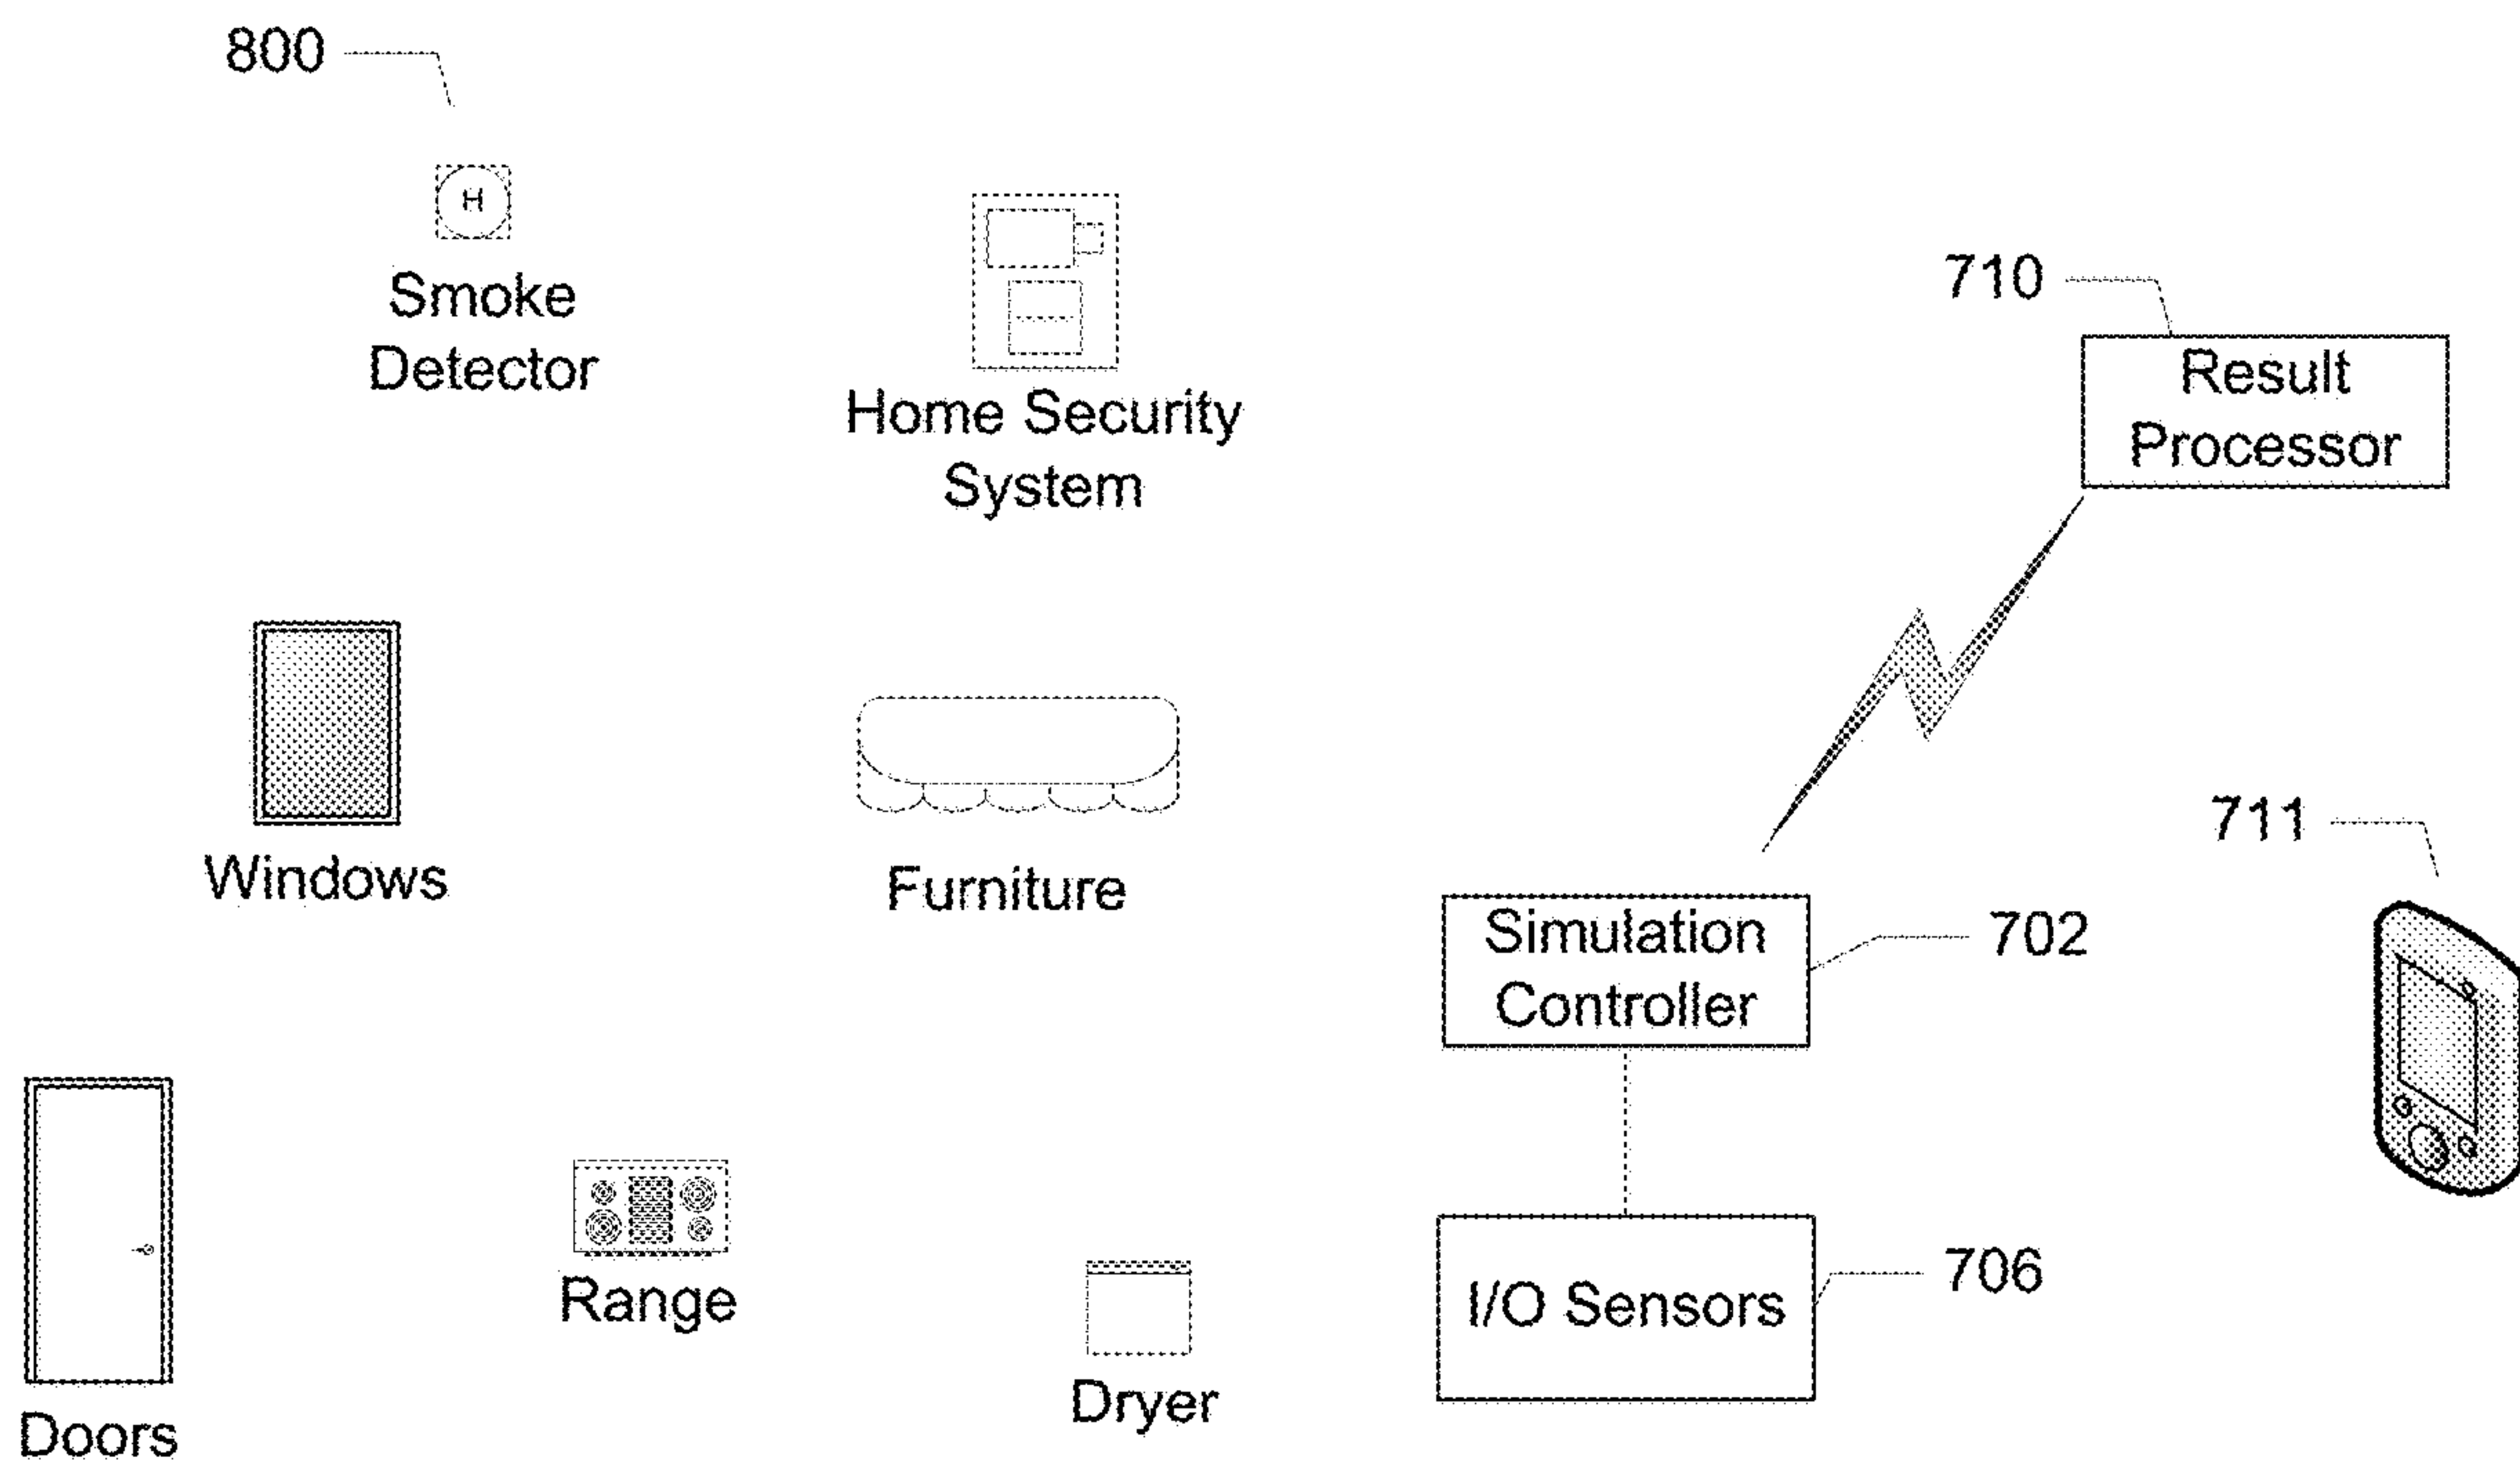 800
H
Smoke
Detector
Home Security
System
710
Result
Processor
Windows
Furniture
711
Simulation
Controller
702
Range
I/O Sensors
706
Dryer
Doors